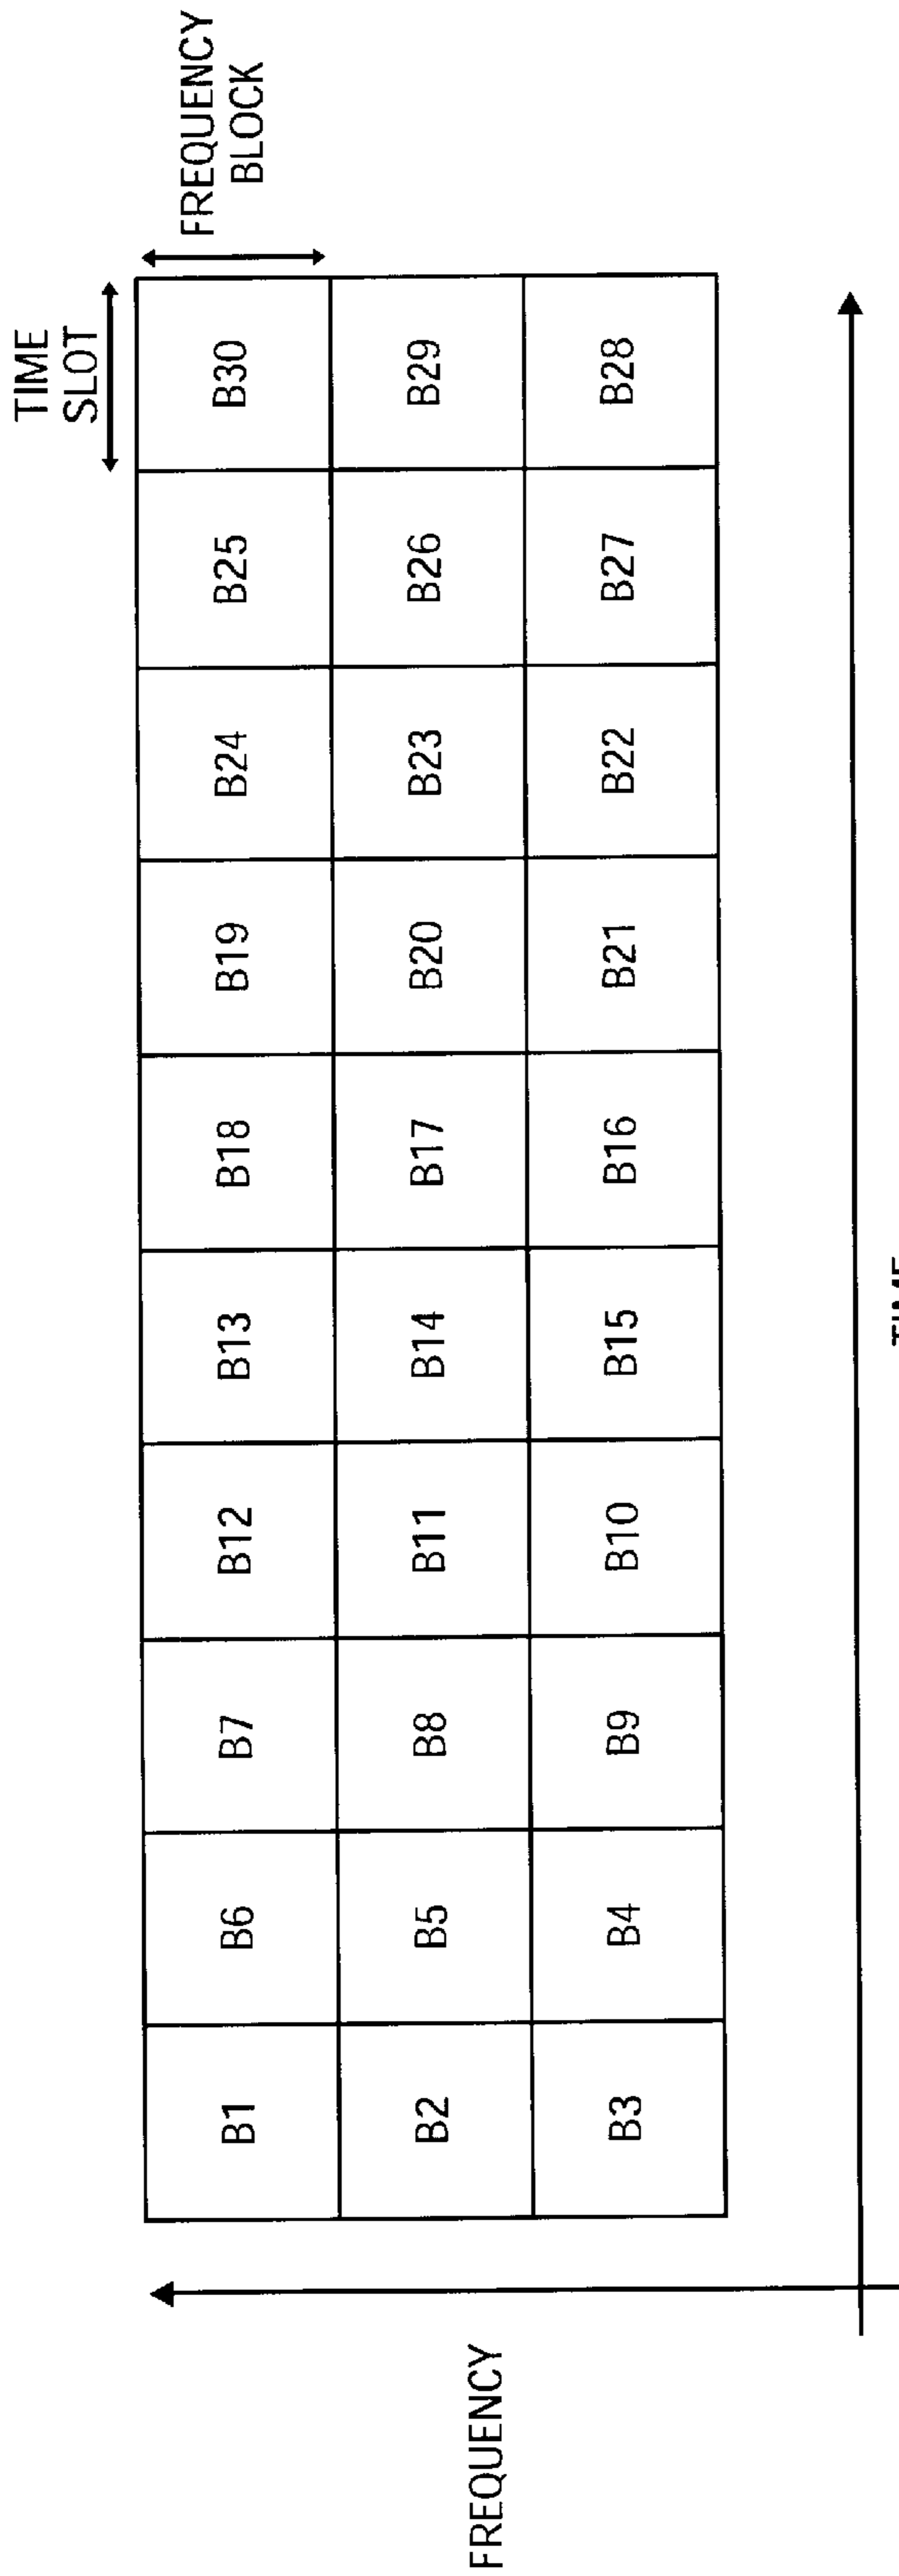 TIME
SLOT
FREQUENCY
BLOCK
B1 B6 B7 B12 B13 B18 B19 B24 B25 B30
B2 B5 B8 B11 B14 B17 B20 B23 B26 B29
B3 B4 B9 B10 B15 B16 B21 B22 B27 B28
FREQUENCY
TIME